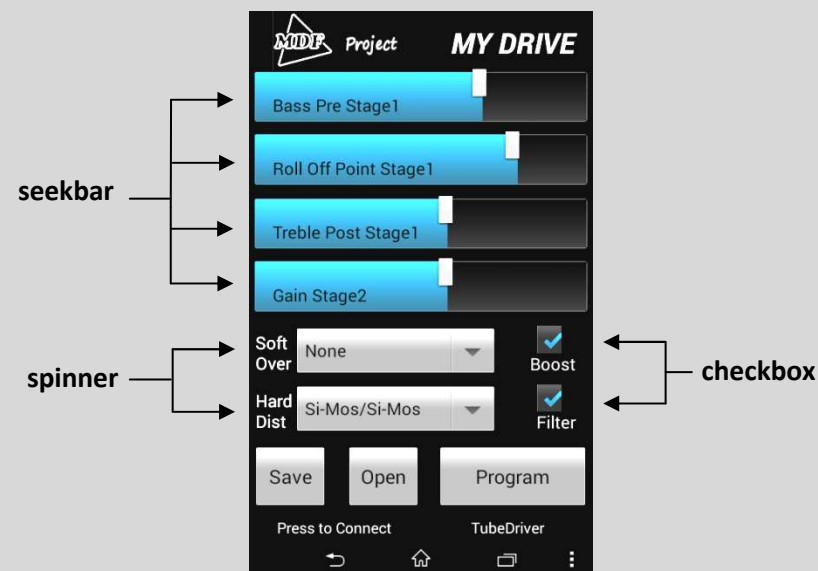 MDF Project MY DRIVE
Bass Pre Stage1
Roll Off Point Stage1
seekbar
Treble Post Stage1
Gain Stage2
Soft Over None Boost
spinner
checkbox
Hard Dist Si-Mos/Si-Mos Filter
Save Open Program
Press to Connect TubeDriver